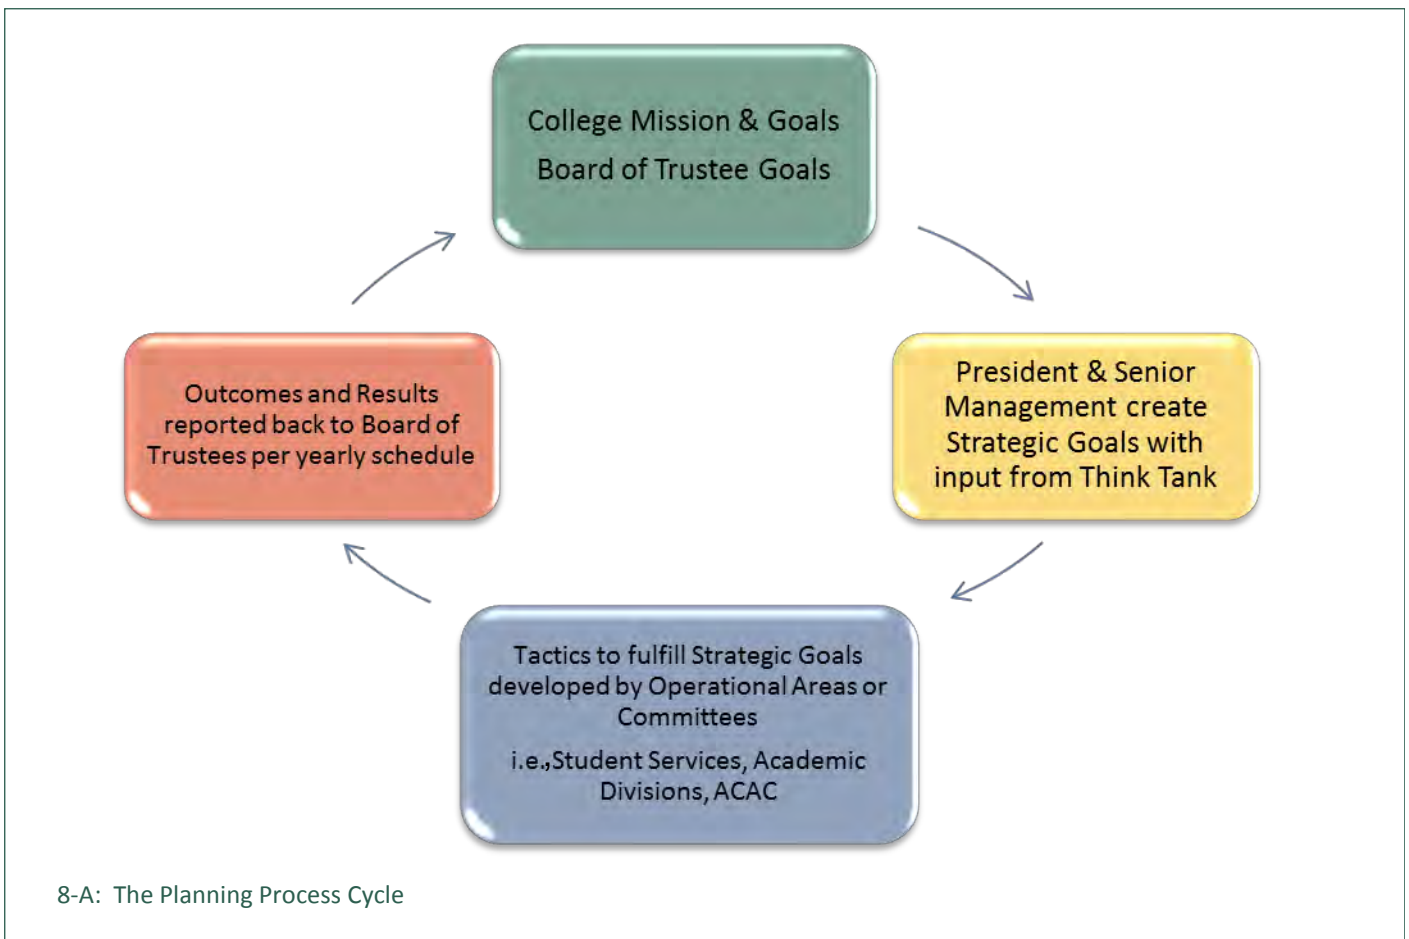 College Mission & Goals
Board of Trustee Goals
President & Senior
Management create
Strategic Goals with
input from Think Tank
Tactics to fulfill Strategic Goals
developed by Operational Areas or
Committees
i.e.,Student Services, Academic
Divisions, ACAC
Outcomes and Results
reported back to Board of
Trustees per yearly schedule
8-A:  The Planning Process Cycle